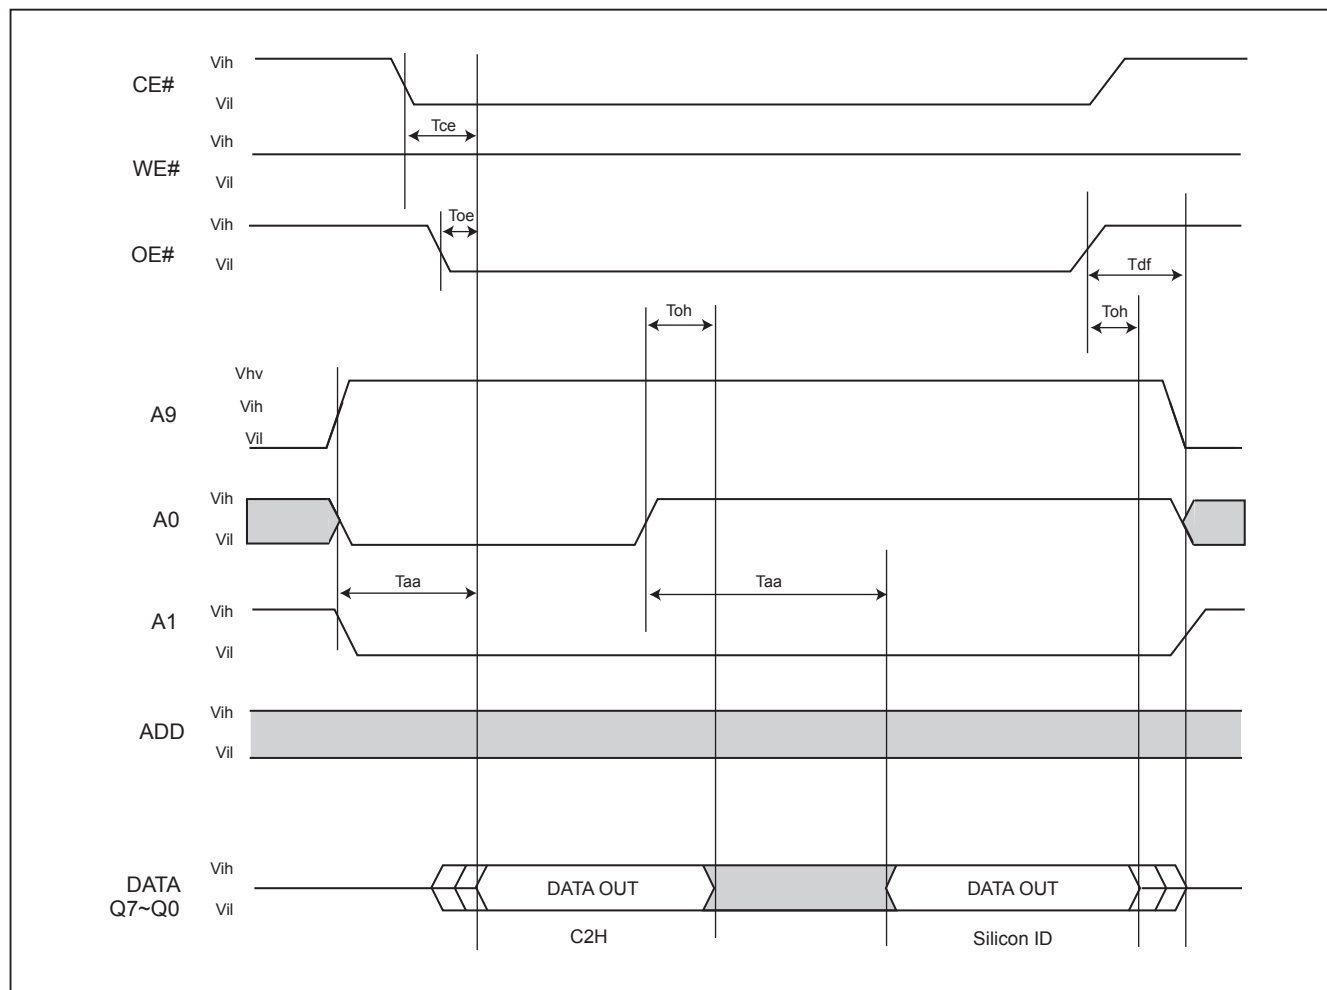 Vih
CE#
Vil
Tce
Vih
WE#
Vil
Toe
Vih
OE#
Vil
Tdf
Toh
Toh
Vhv
A9
Vih
Vil
Vih
A0
Vil
Taa
Taa
Vih
A1
Vil
Vih
ADD
Vil
Vih
DATA
Q7~Q0
Vil
DATA OUT
DATA OUT
C2H
Silicon ID